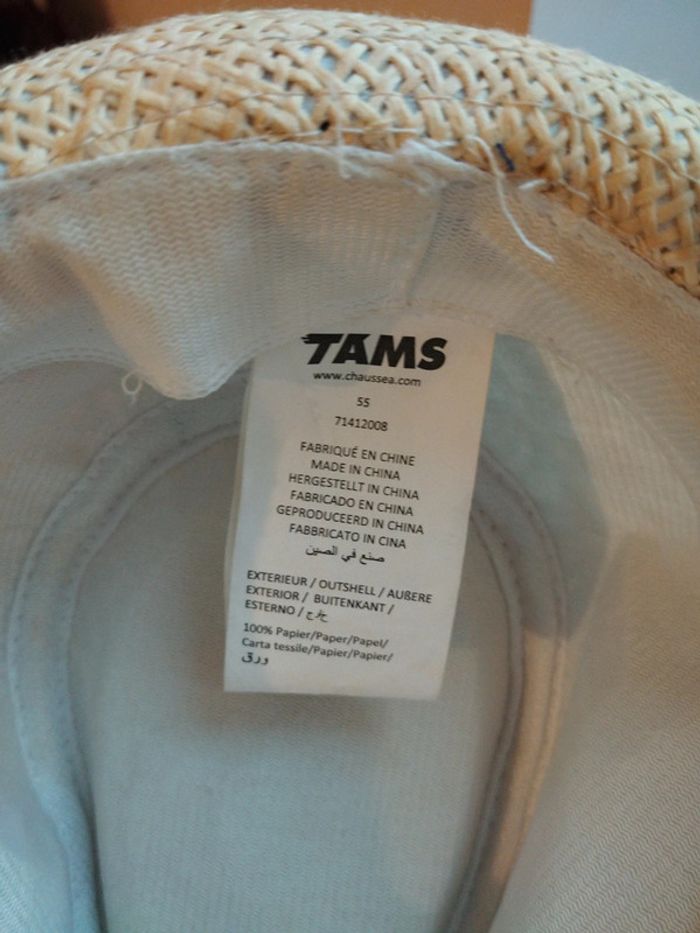 TAMS
www.chaussea.com
55
71412008
FABRIQUÉ EN CHINE
MADE IN CHINA
HERGESTELLT IN CHINA
FABRICADO EN CHINA
GEPRODUCEERD IN CHINA
FABBRICATO IN CINA
صنع في الصين
EXTERIEUR / OUTSHELL / AUßERE
EXTERIOR / BUITENKANT /
ESTERNO /
100% Papier/Paper/Papel/
Carta tessile/Papier/Papier/
ورق